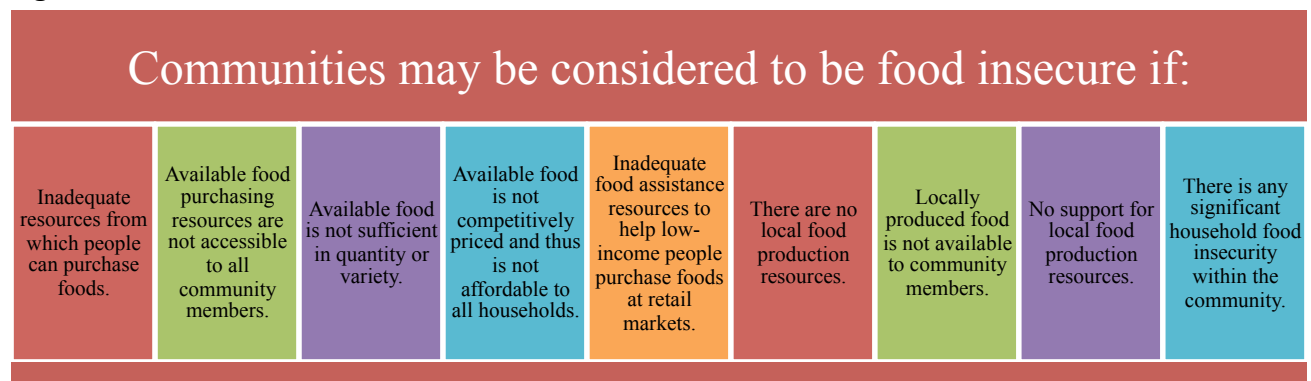 Communities may be considered to be food insecure if:
Inadequate
resources from
which people
can purchase
foods.
Available food
purchasing
resources are
not accessible
to all
community
members.
Available food
is not sufficient
in quantity or
variety.
Available food
is not
competitively
priced and thus
is not
affordable to
all households.
Inadequate
food assistance
resources to
help low-
income people
purchase foods
at retail
markets.
There are no
local food
production
resources.
Locally
produced food
is not available
to community
members.
No support for
local food
production
resources.
There is any
significant
household food
insecurity
within the
community.